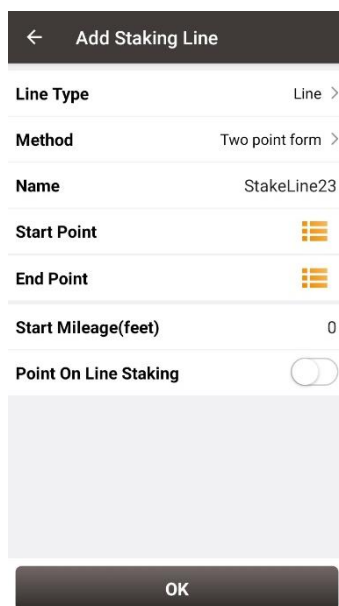 Add Staking Line
Line Type Line
Method Two point form
Name StakeLine23
Start Point
End Point
Start Mileage(feet) 0
Point On Line Staking
OK